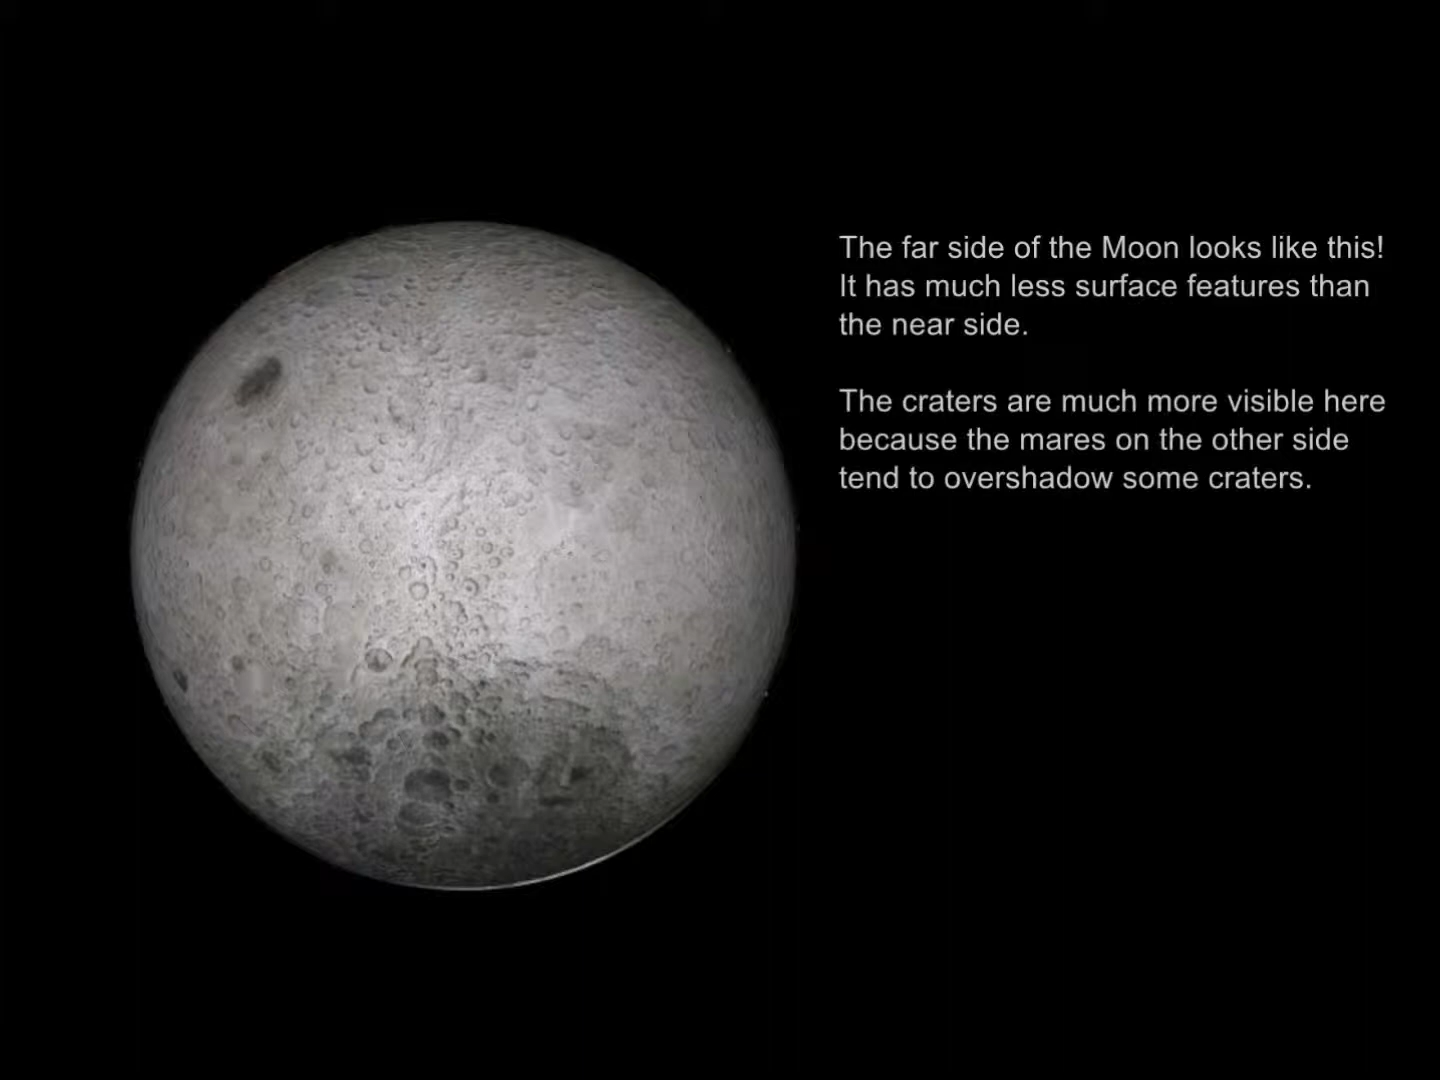 The far side of the Moon looks like this!
It has much less surface features than
the near side.
The craters are much more visible here
because the mares on the other side
tend to overshadow some craters.